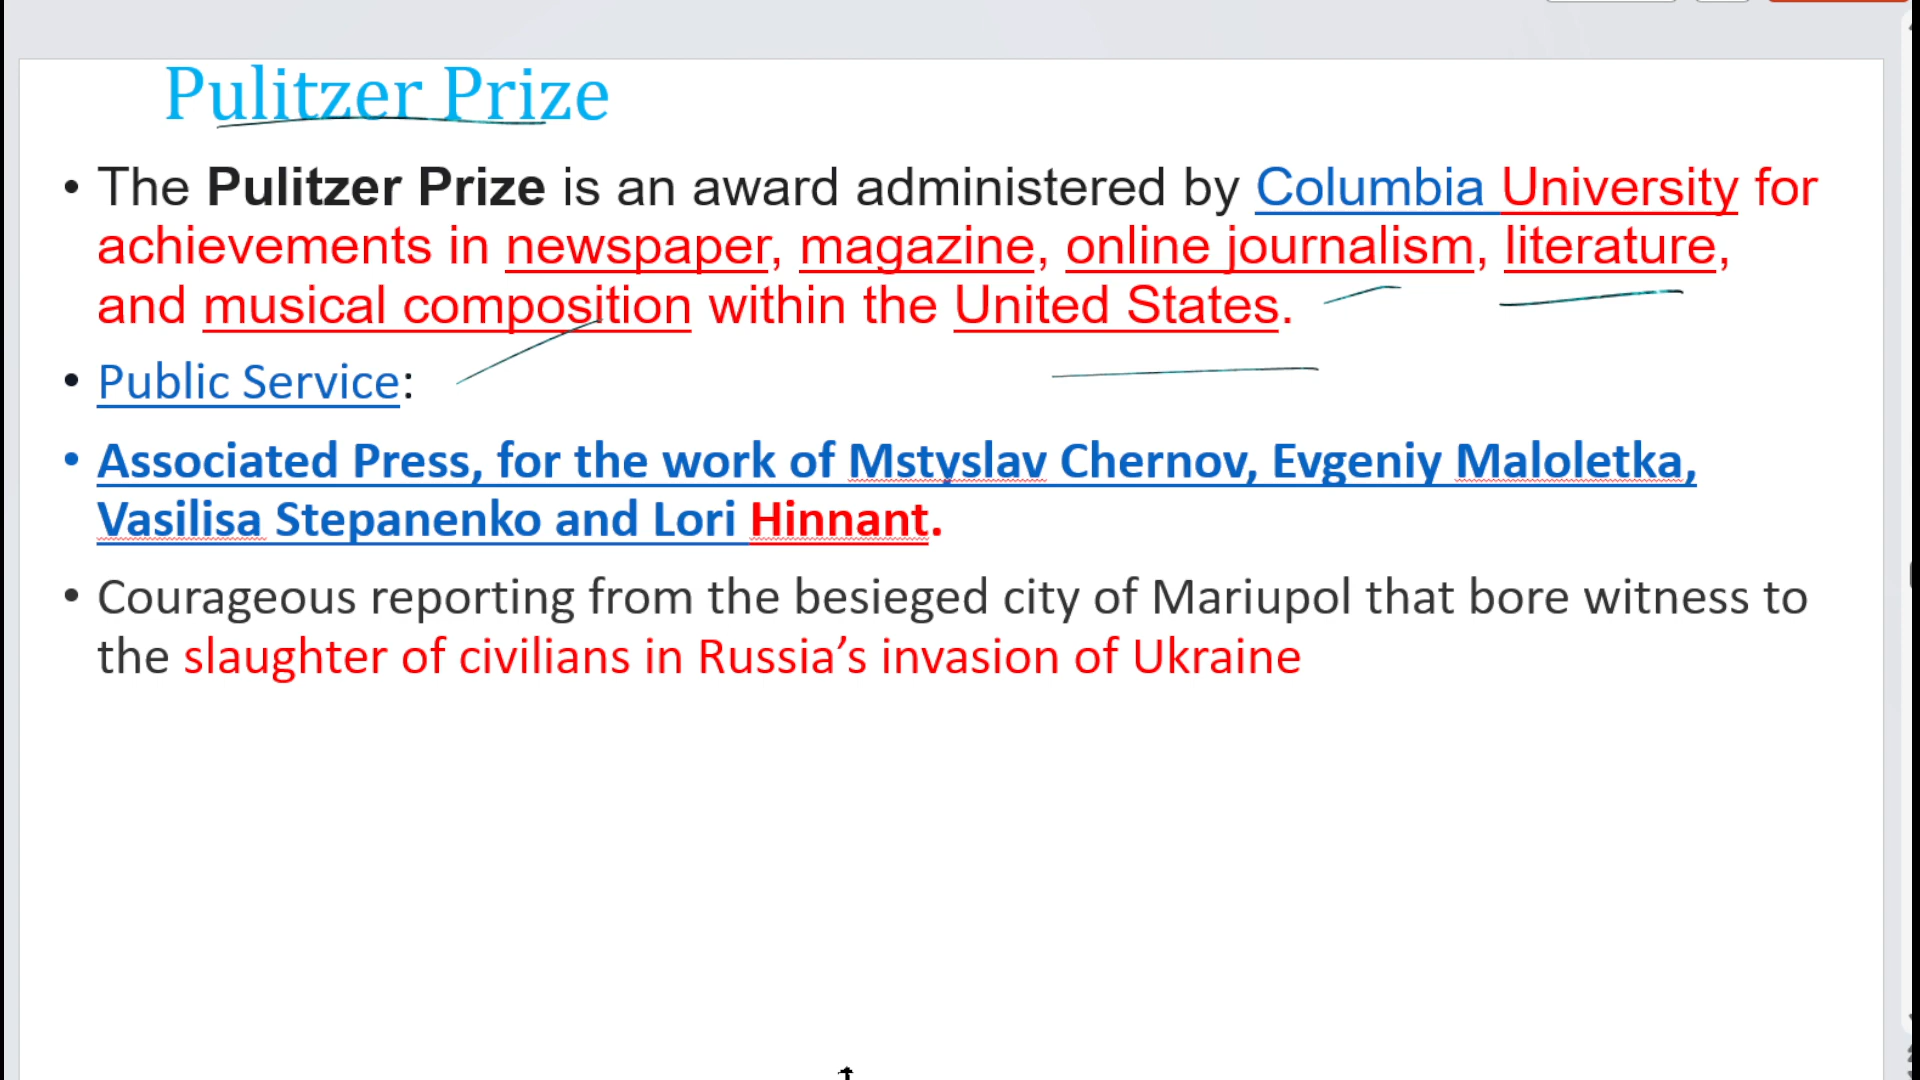 Pulitzer Prize
• The Pulitzer Prize is an award administered by Columbia University for
achievements in newspaper, magazine, online journalism, literature,
and musical composition within the United States.
• Public Service:
• Associated Press, for the work of Mstyslav Chernov, Evgeniy Maloletka,
Vasilisa Stepanenko and Lori Hinnant.
• Courageous reporting from the besieged city of Mariupol that bore witness to
the slaughter of civilians in Russia’s invasion of Ukraine